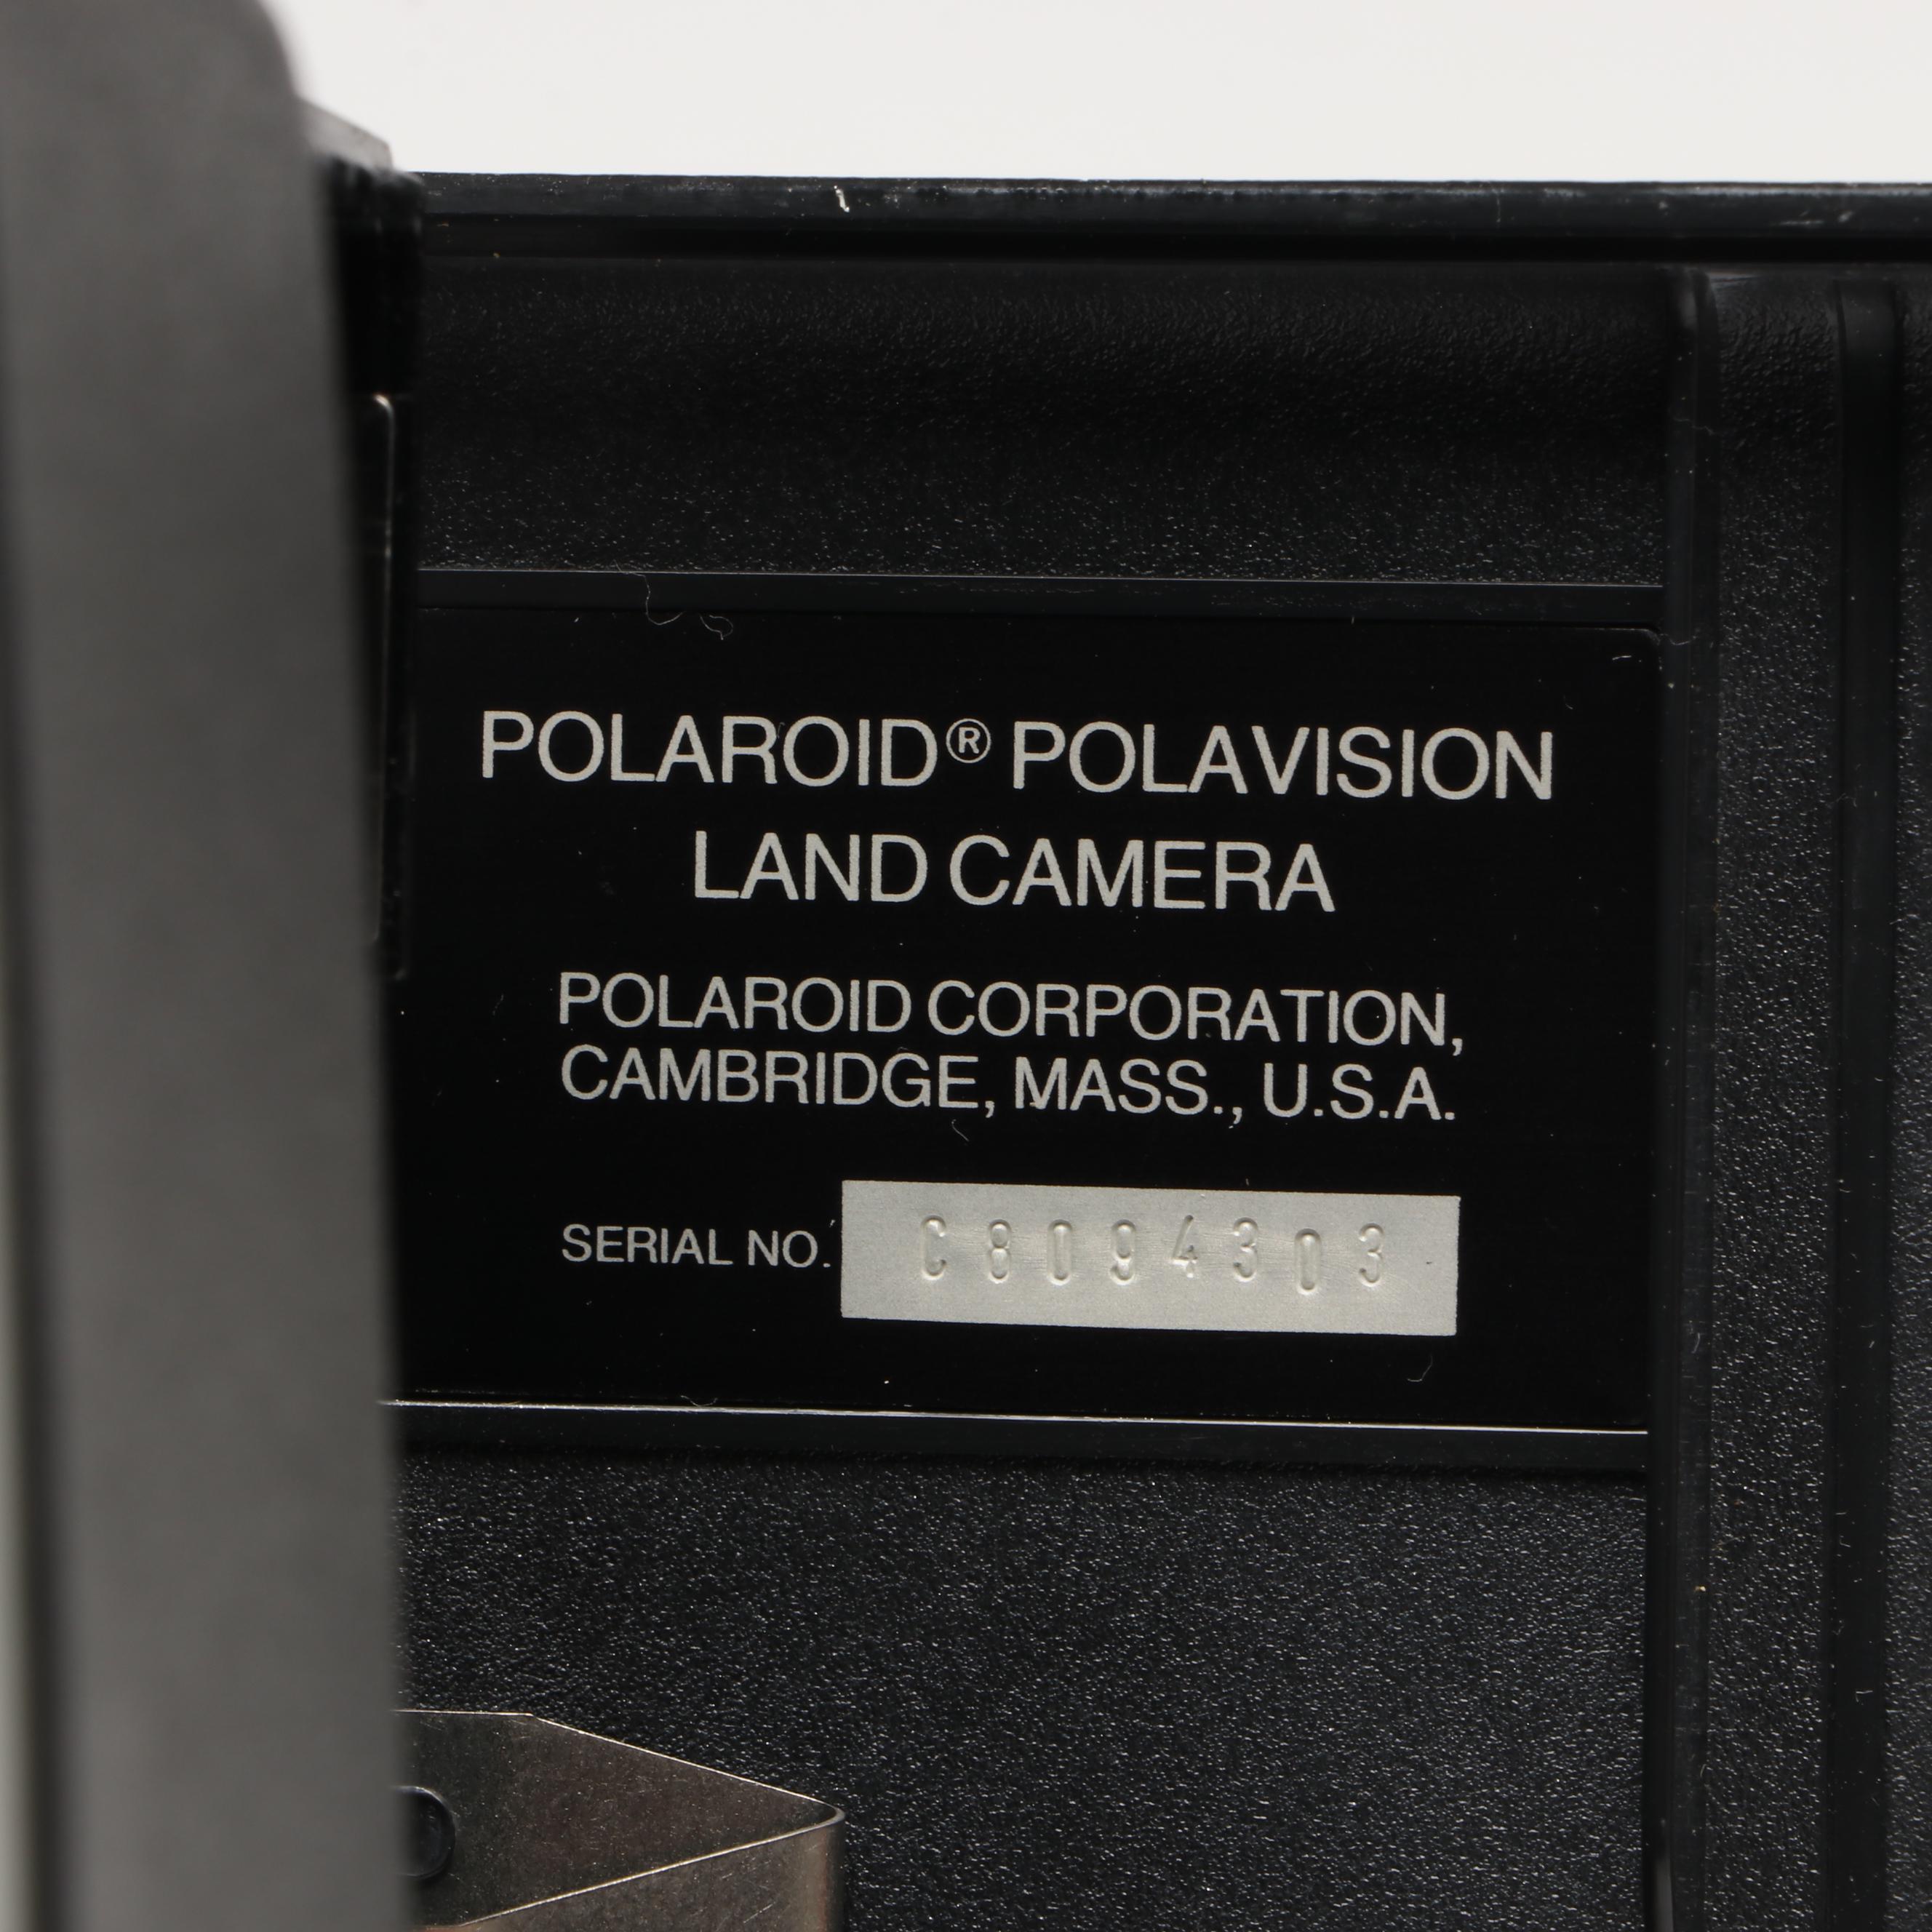 POLAROID® POLAVISION
LAND CAMERA
POLAROID CORPORATION,
CAMBRIDGE, MASS., U.S.A.
SERIAL NO. C8094303